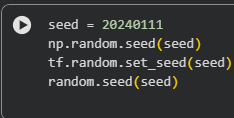 seed = 20240111
np.random.seed(seed)
tf.random.set_seed(seed)
random.seed(seed)